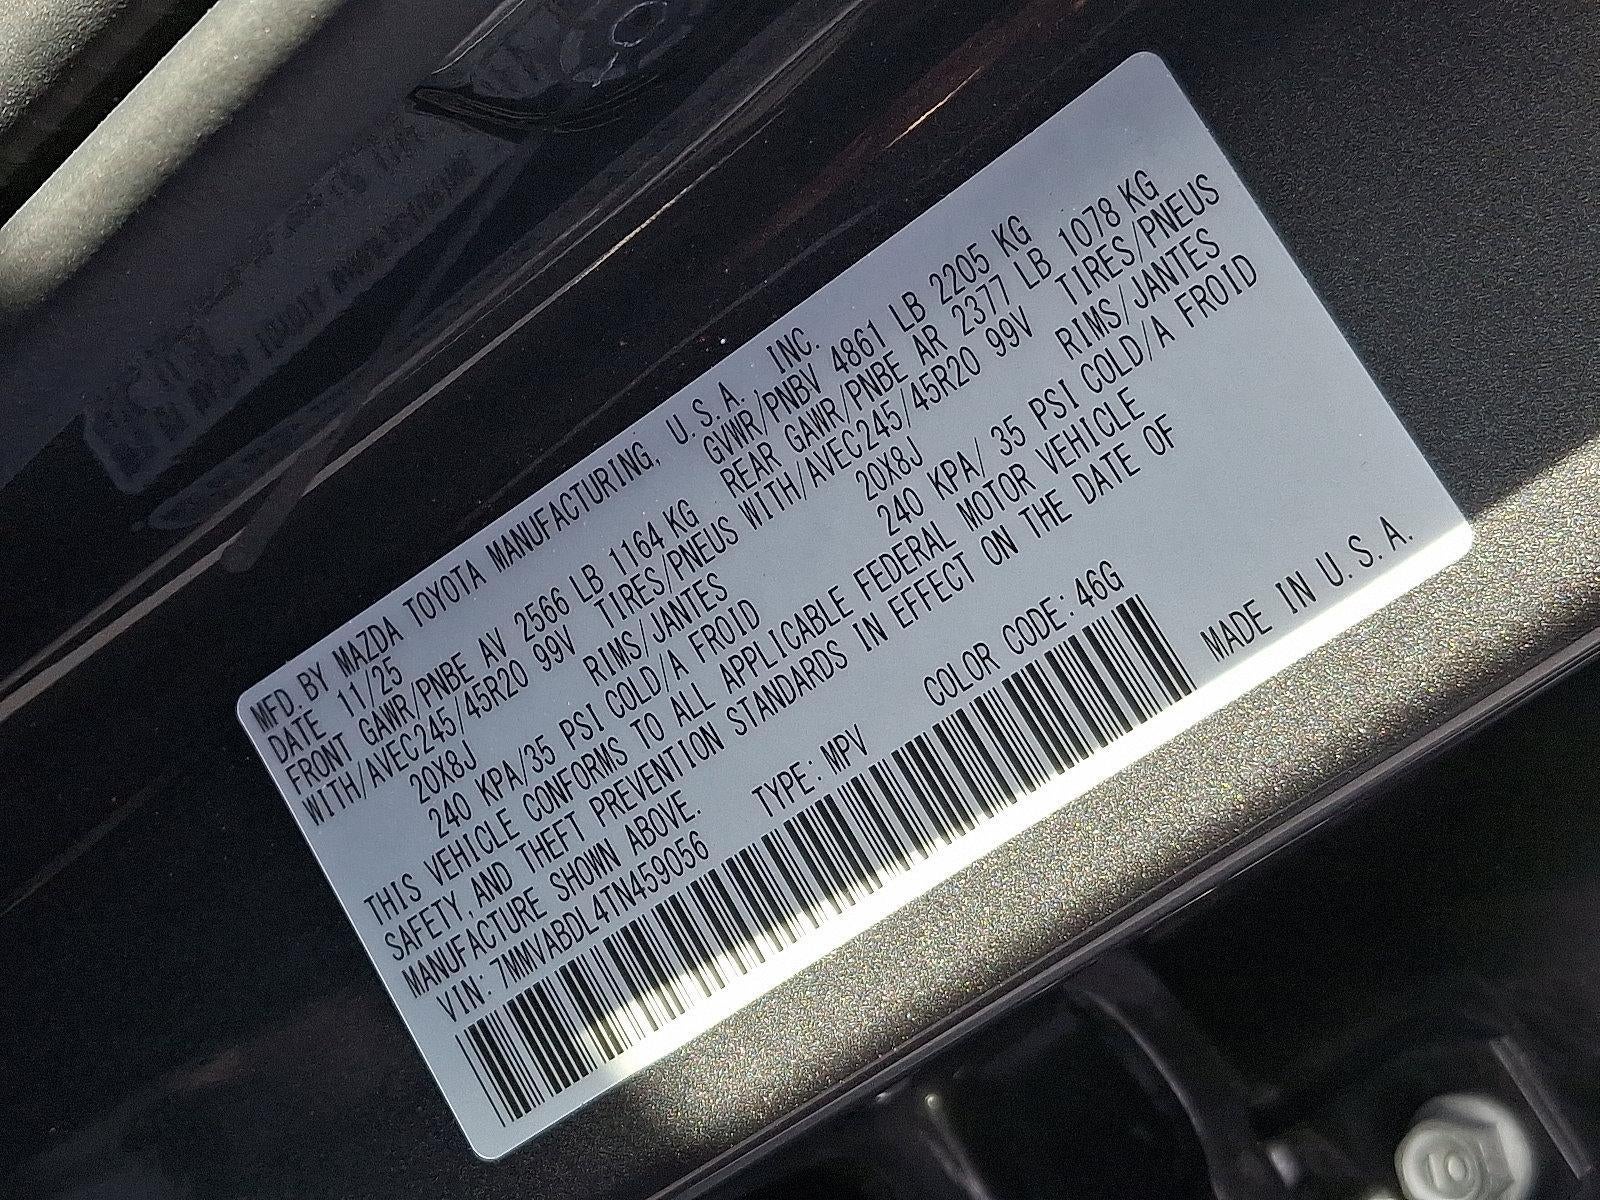 MFD. BY MAZDA TOYOTA MANUFACTURING, U.S.A. INC.
DATE 11/25 GVWR/PNBV 4861 LB 2205 KG
FRONT GAWR/PNBE AV 2566 LB 1164 KG REAR GAWR/PNBE AR 2377 LB 1078 KG
WITH/AVEC245/45R20 99V TIRES/PNEUS WITH/AVEC245/45R20 99V TIRES/PNEUS
20X8J RIMS/JANTES 20X8J RIMS/JANTES
240 KPA/35 PSI COLD/A FROID 240 KPA/ 35 PSI COLD/A FROID
THIS VEHICLE CONFORMS TO ALL APPLICABLE FEDERAL MOTOR VEHICLE
SAFETY, AND THEFT PREVENTION STANDARDS IN EFFECT ON THE DATE OF
MANUFACTURE SHOWN ABOVE.
VIN: 7MMVABDL4TN459056 TYPE: MPV COLOR CODE: 46G
MADE IN U.S.A.
10